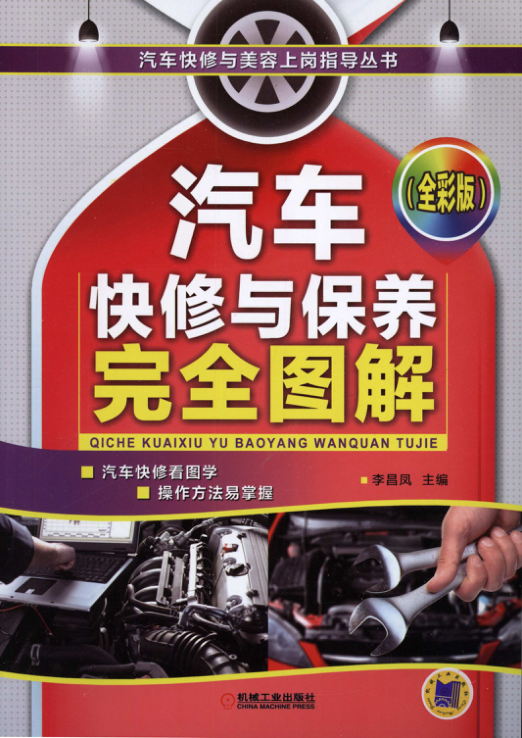 汽车快修与美容上岗指导丛书
（全彩版）
汽车
快修与保养
完全图解
QICHE KUAIXIU YU BAOYANG WANQUAN TUJIE
汽车快修看图学
操作方法易掌握
李昌凤 主编
机械工业出版社
CHINA MACHINE PRESS